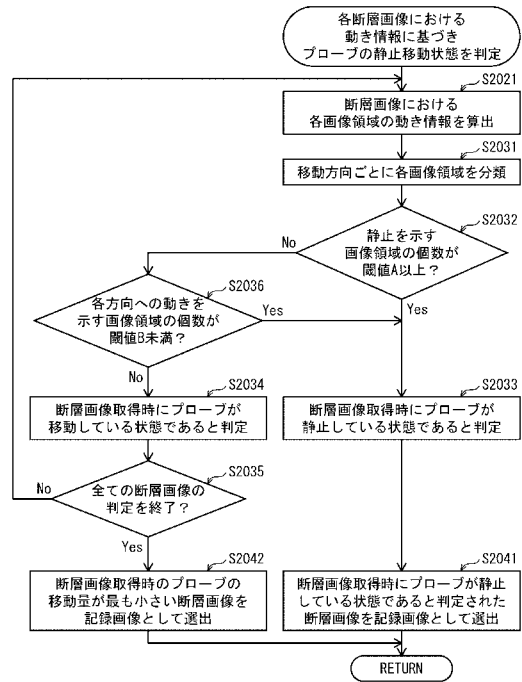 各断層画像における
動き情報に基づき
プローブの静止移動状態を判定
S2021
断層画像における
各画像領域の動き情報を算出
S2031
移動方向ごとに各画像領域を分類
S2032
静止を示す
画像領域の個数が
閾値A以上？
No
Yes
S2036
各方向への動きを
示す画像領域の個数が
閾値B未満？
Yes
No
S2034
断層画像取得時にプローブが
移動している状態であると判定
S2033
断層画像取得時にプローブが
静止している状態であると判定
S2035
全ての断層画像の
判定を終了？
No
Yes
S2042
断層画像取得時のプローブの
移動量が最も小さい断層画像を
記録画像として選出
S2041
断層画像取得時にプローブが静止
している状態であると判定された
断層画像を記録画像として選出
RETURN